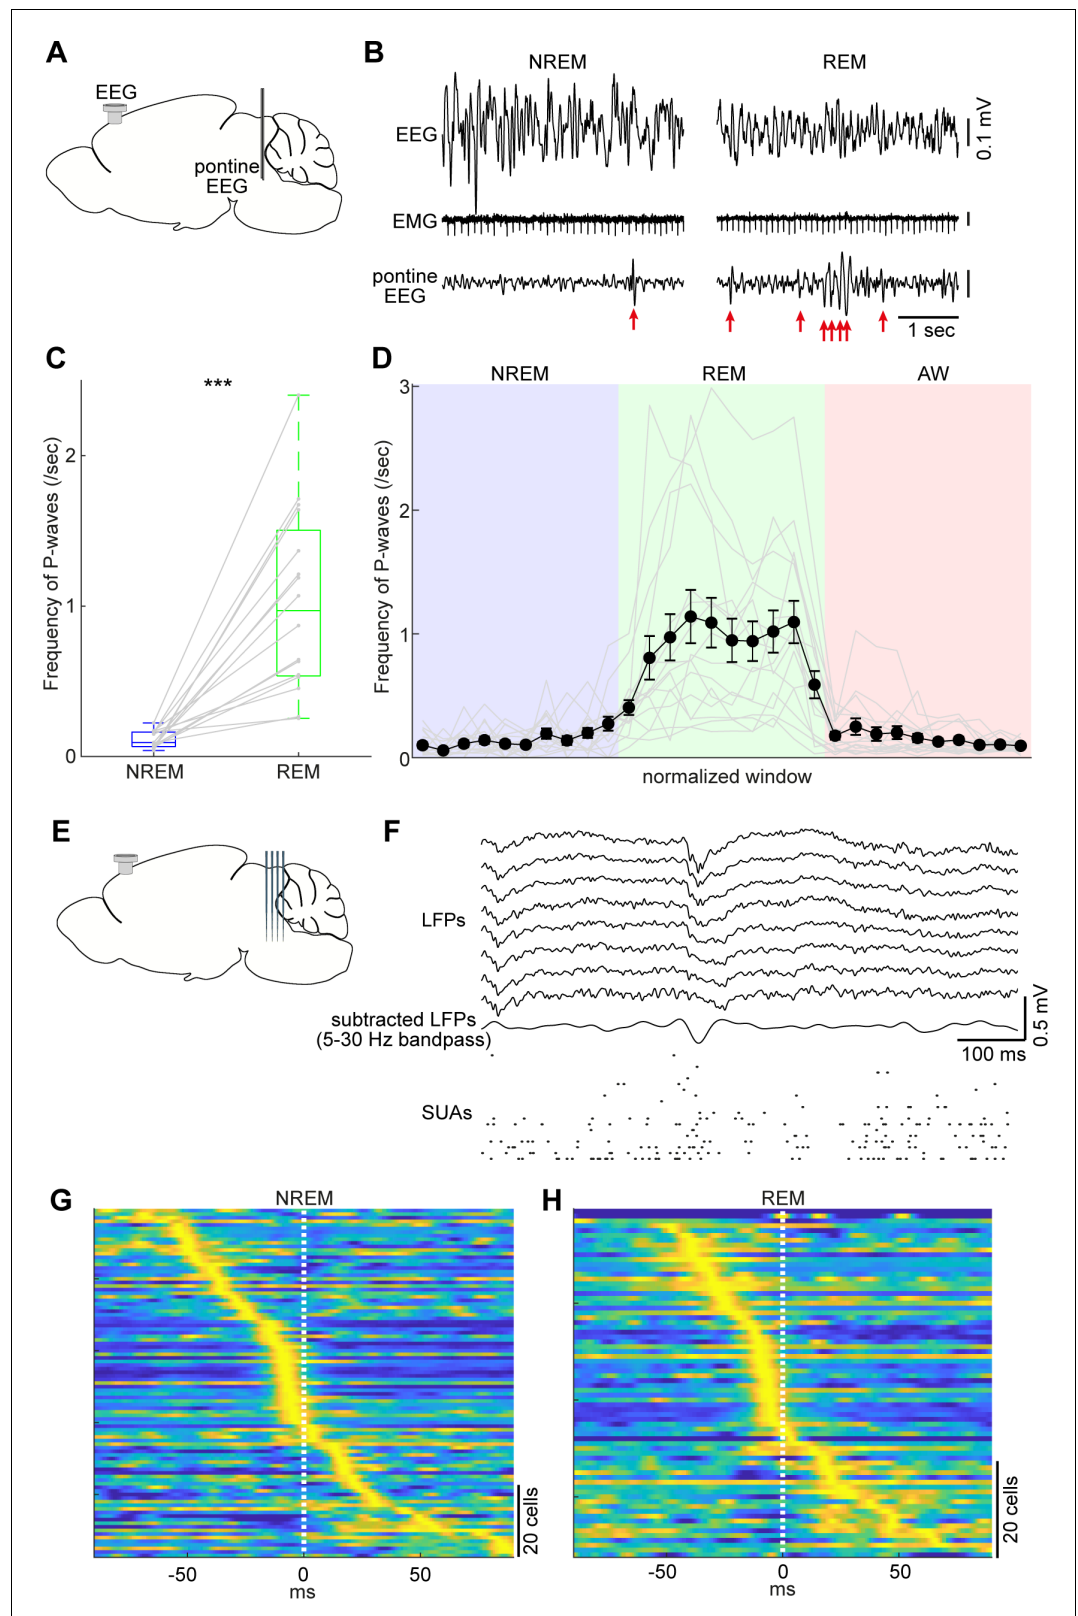 A
EEG
pontine
EEG
B
NREM
REM
EEG
0.1 mV
EMG
pontine
EEG
1 sec
C
***
Frequency of P-waves (/sec)
2
1
0
NREM
REM
D
NREM
REM
AW
Frequency of P-waves (/sec)
3
2
1
0
normalized window
E
F
LFPs
subtracted LFPs
(5-30 Hz bandpass)
0.5 mV
100 ms
SUAs
G
NREM
20 cells
-50
0
50
ms
H
REM
20 cells
-50
0
50
ms